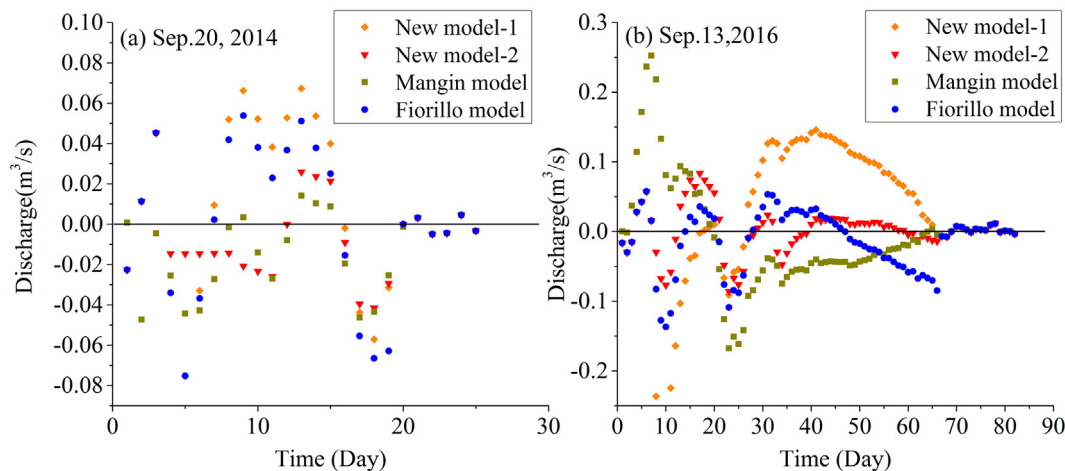 (a) Sep.20, 2014
New model-1
New model-2
Mangin model
Fiorillo model
Discharge(m³/s)
0.10
0.08
0.06
0.04
0.02
0.00
-0.02
-0.04
-0.06
-0.08
0
10
20
30
Time (Day)
(b) Sep.13,2016
New model-1
New model-2
Mangin model
Fiorillo model
Discharge(m³/s)
0.3
0.2
0.1
0.0
-0.1
-0.2
0 10 20 30 40 50 60 70 80 90
Time (Day)